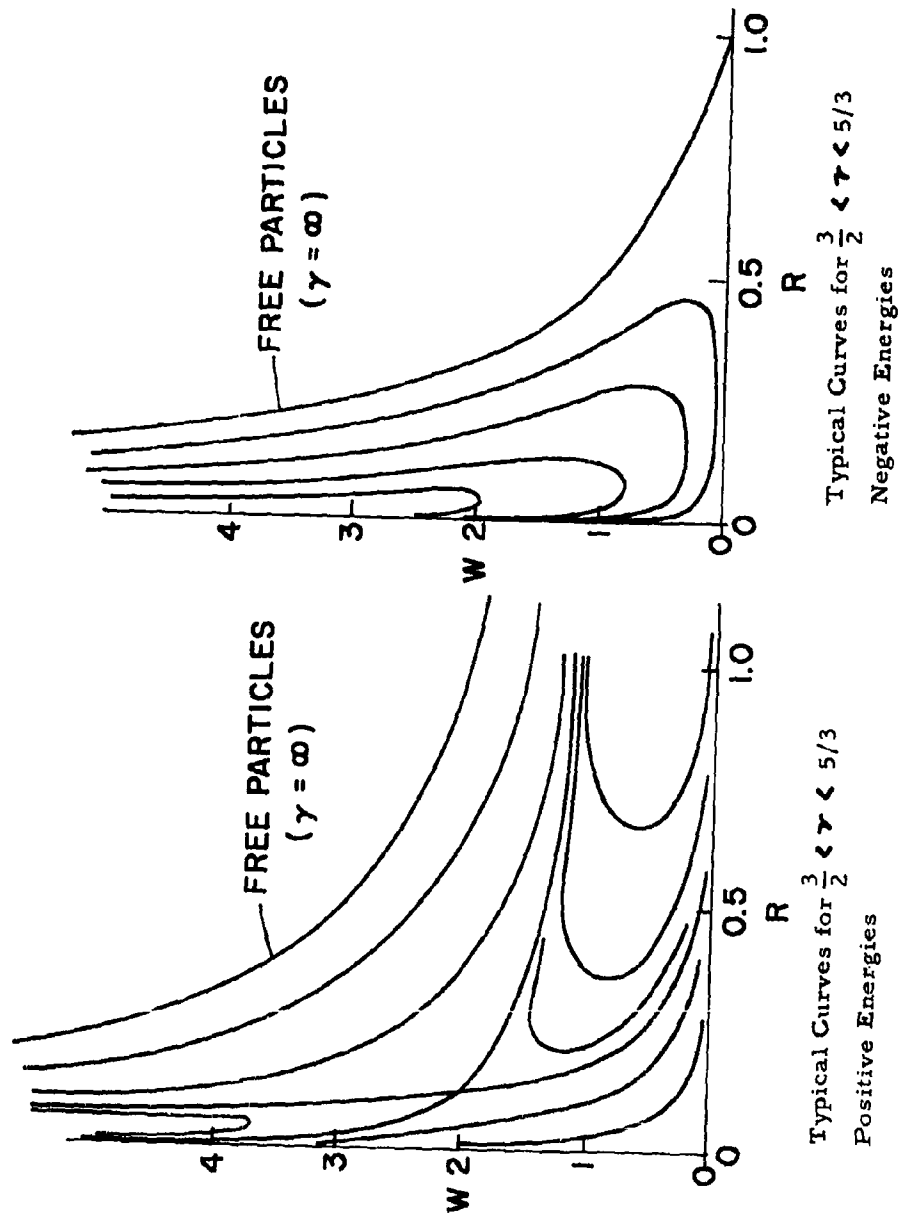 FREE PARTICLES
(γ = ∞)
4
3
W 2
1
0
0
0.5
1.0
R
Typical Curves for 3/2 < γ < 5/3
Positive Energies
FREE PARTICLES
(γ = ∞)
4
3
W 2
1
0
0
0.5
1.0
R
Typical Curves for 3/2 < γ < 5/3
Negative Energies